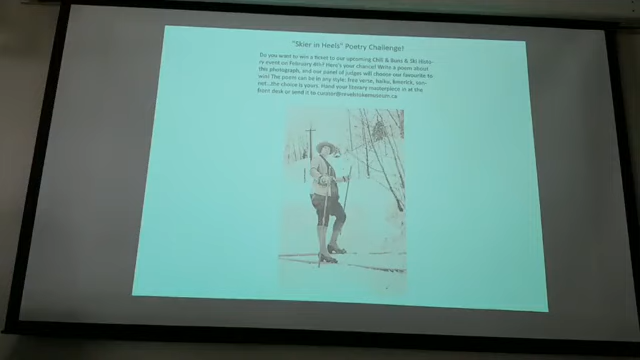 "Skier in Heels" Poetry Challenge!
Do you want to win a ticket to our upcoming Chili & Beer & Ski Histo-
re event on February 4th? Here's your chance! Write a poem about
this photograph, and our panel of judges will choose our favourite to
win! The poem can be in any style: free verse, haiku, limerick, son-
net...the choice is yours. Hand your literary masterpiece in at the
front desk or send it to